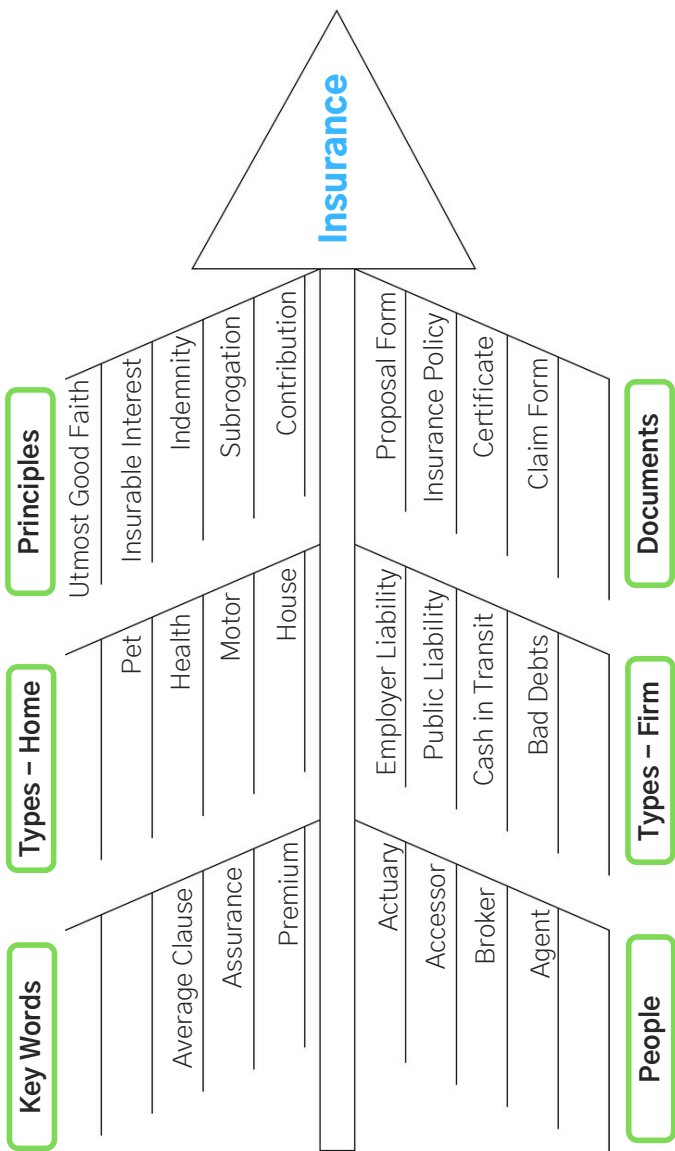 Insurance
Principles
Utmost Good Faith
Insurable Interest
Indemnity
Subrogation
Contribution
Types – Home
Pet
Health
Motor
House
Key Words
Average Clause
Assurance
Premium
Proposal Form
Insurance Policy
Certificate
Claim Form
Documents
Employer Liability
Public Liability
Cash in Transit
Bad Debts
Types – Firm
Actuary
Accessor
Broker
Agent
People